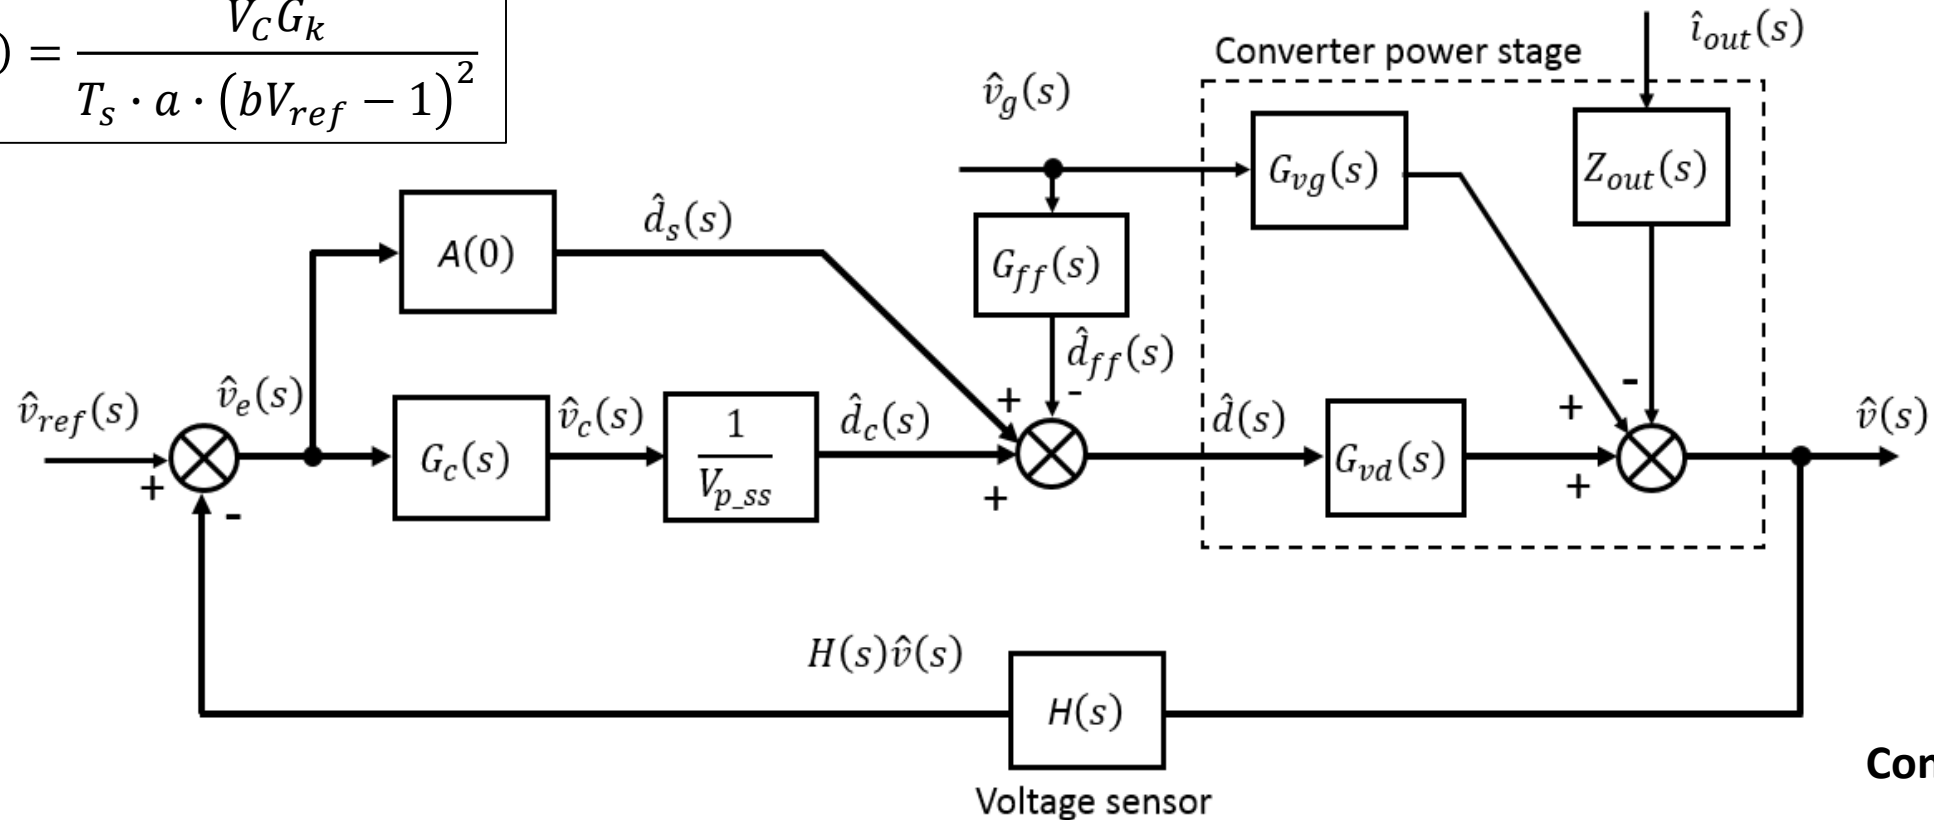 ) = V_C G_k / (T_s · a · (bV_ref − 1)^2)
Converter power stage
î_out(s)
v̂_g(s)
G_vg(s)
Z_out(s)
A(0)
d̂_s(s)
G_ff(s)
d̂_ff(s)
v̂_ref(s)
v̂_e(s)
G_c(s)
v̂_c(s)
1 / V_p_ss
d̂_c(s)
d̂(s)
G_vd(s)
v̂(s)
+
-
+
-
+
+
-
+
H(s)v̂(s)
H(s)
Voltage sensor
Con